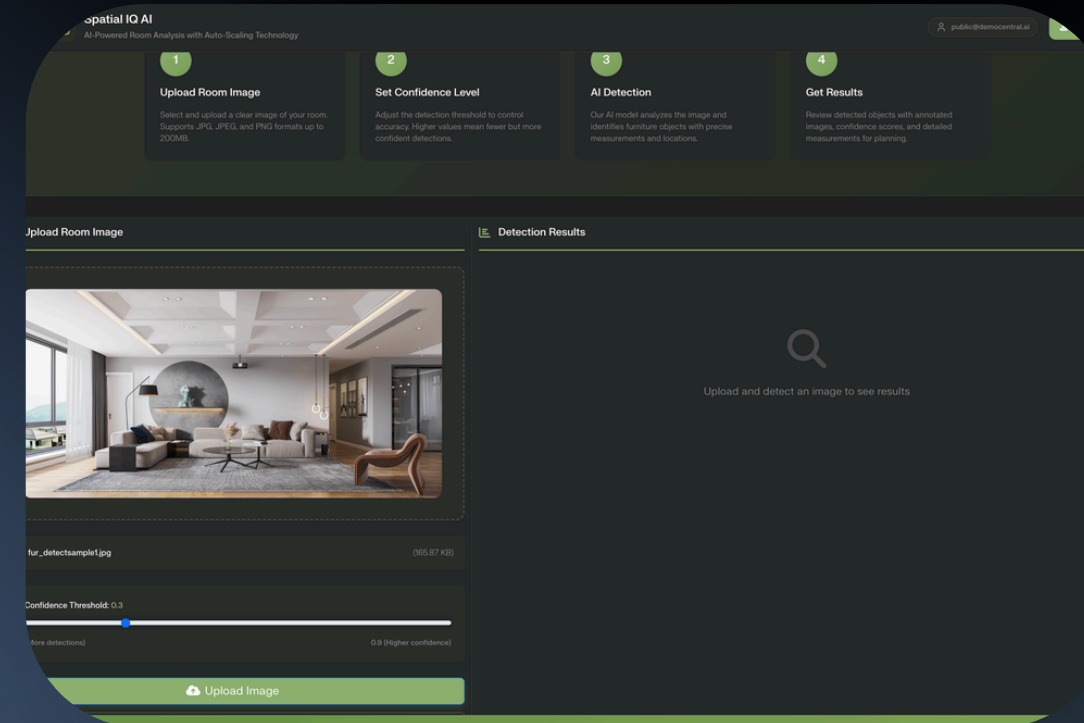 Spatial IQ AI
AI-Powered Room Analysis with Auto-Scaling Technology
public@democentral.ai
1
Upload Room Image
Select and upload a clear image of your room.
Supports JPG, JPEG, and PNG formats up to
200MB.
2
Set Confidence Level
Adjust the detection threshold to control
accuracy. Higher values mean fewer but more
confident detections.
3
AI Detection
Our AI model analyzes the image and
identifies furniture objects with precise
measurements and locations.
4
Get Results
Review detected objects with annotated
images, confidence scores, and detailed
measurements for planning.
Upload Room Image
fur_detectsample1.jpg
(165.87 KB)
Confidence Threshold: 0.3
More detections)
0.9 (Higher confidence)
Upload Image
Detection Results
Upload and detect an image to see results